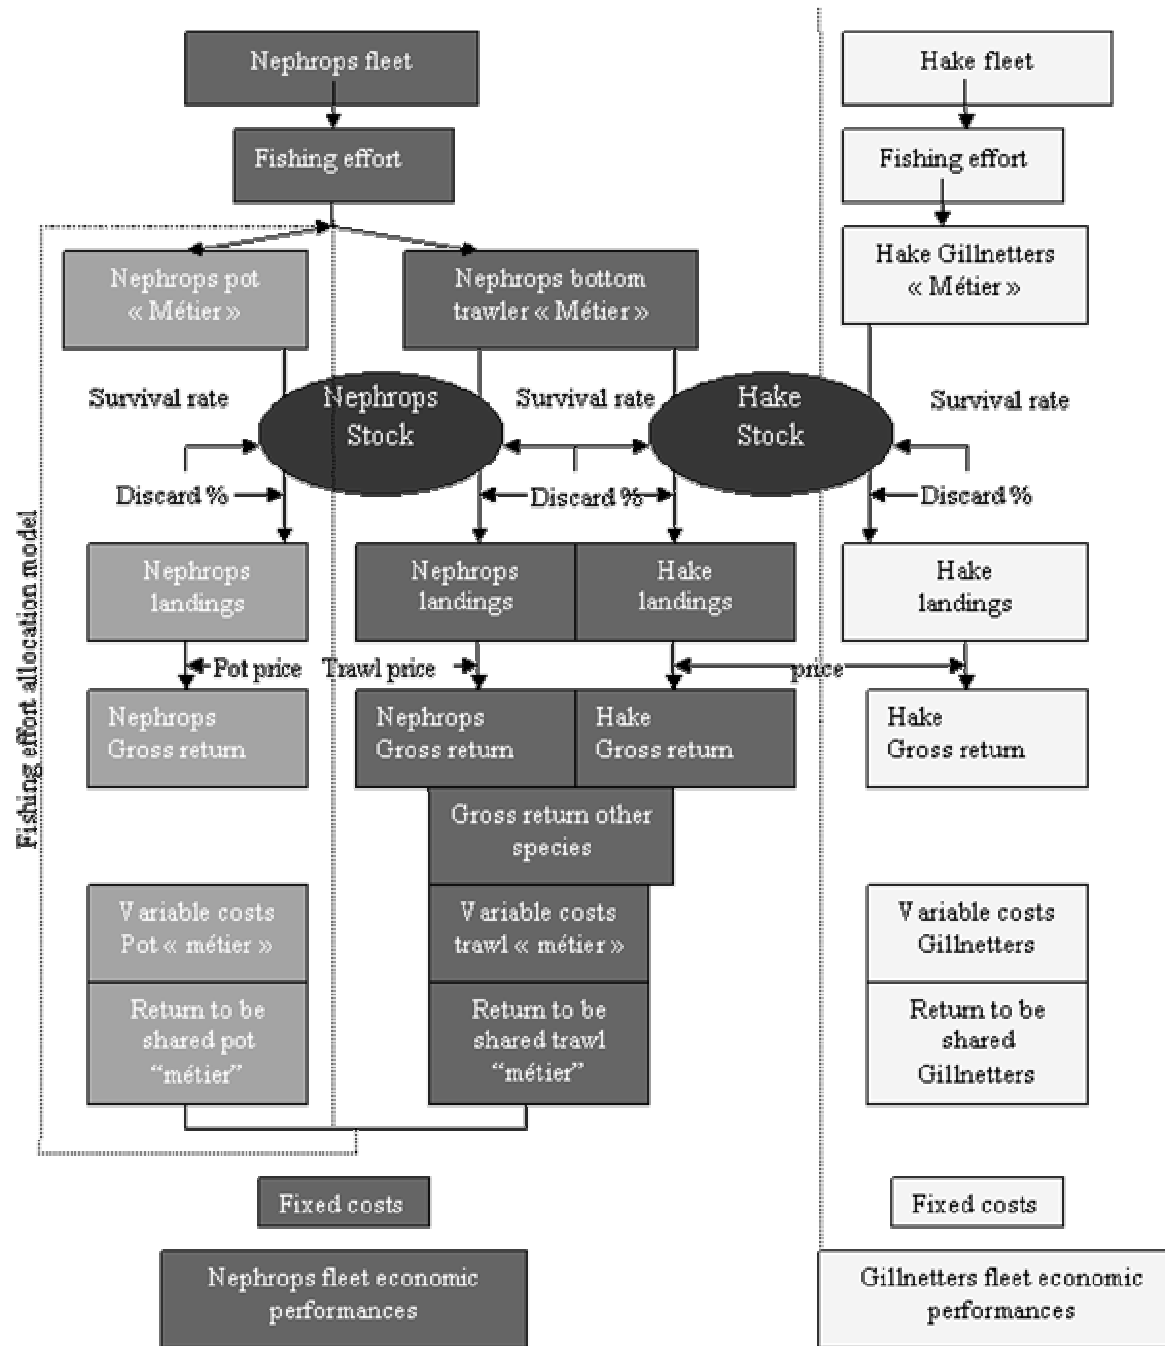 Nephrops fleet
Hake fleet
Fishing effort
Fishing effort
Nephrops pot
« Métier »
Nephrops bottom
trawler « Métier »
Hake Gillnetters
« Métier »
Survival rate
Nephrops
Stock
Survival rate
Hake
Stock
Survival rate
Discard %
Discard %
Discard %
Fishing effort allocation model
Nephrops
landings
Nephrops
landings
Hake
landings
Hake
landings
Pot price
Trawl price
price
Nephrops
Gross return
Nephrops
Gross return
Hake
Gross return
Hake
Gross return
Gross return other
species
Variable costs
Pot « métier »
Variable costs
trawl « métier »
Variable costs
Gillnetters
Return to be
shared pot
“métier”
Return to be
shared trawl
“métier”
Return to be
shared
Gillnetters
Fixed costs
Fixed costs
Nephrops fleet economic
performances
Gillnetters fleet economic
performances